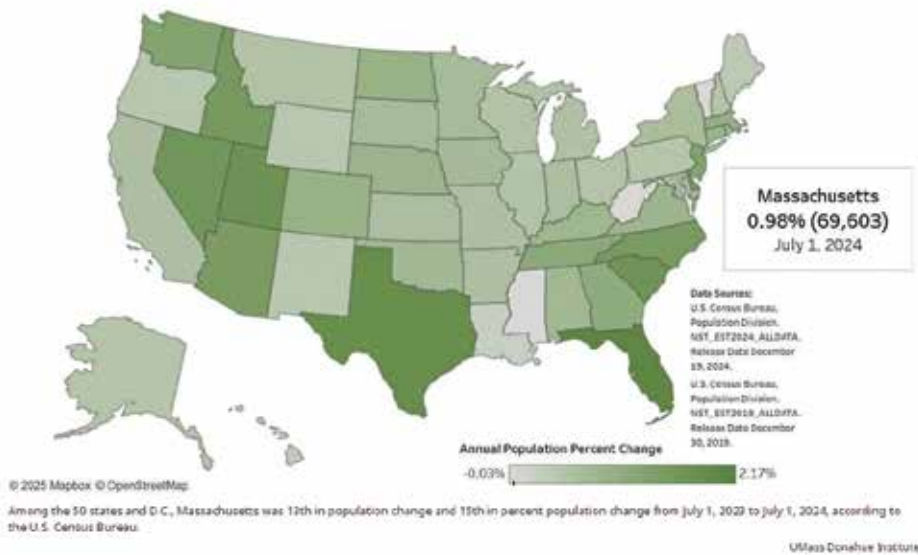 Massachusetts
0.98% (69,603)
July 1, 2024
Data Sources:
U.S. Census Bureau,
Population Division.
NST_EST2024_ALLDATA.
Release Date December
19, 2024.
U.S. Census Bureau,
Population Division.
NST_EST2019_ALLDATA.
Release Date December
30, 2019.
Annual Population Percent Change
-0.03%
2.17%
© 2025 Mapbox © OpenStreetMap
Among the 50 states and D.C., Massachusetts was 13th in population change and 15th in percent population change from July 1, 2023 to July 1, 2024, according to
the U.S. Census Bureau.
UMass Donahue Institute